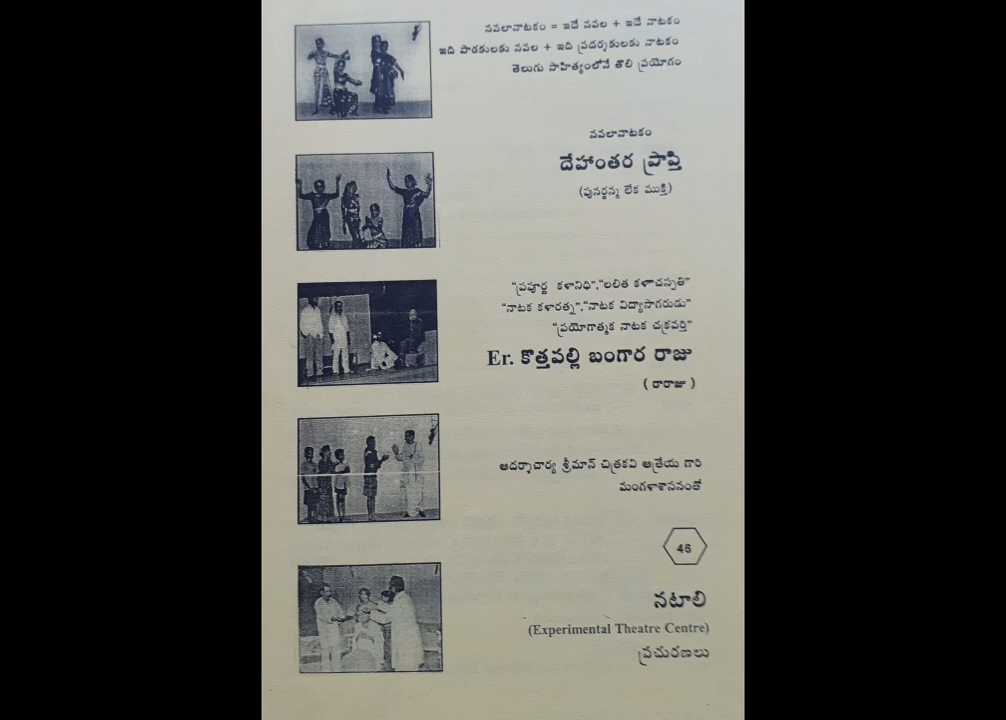 నవలానాటకం = ఇదే నవల + ఇదే నాటకం
ఇది పాఠకులకు నవల + ఇది ప్రదర్శకులకు నాటకం
తెలుగు సాహిత్యంలోనే తొలి ప్రయోగం
నవలానాటకం
దేహాంతర ప్రాప్తి
(పునర్జన్మ లేక ముక్తి)
"ప్రపూర్ణ కళానిధి","లలిత కళాచస్పతి"
"నాటక కళారత్న","నాటక విద్యాసాగరుడు"
"ప్రయోగాత్మక నాటక చక్రవర్తి"
Er. కొత్తపల్లి బంగార రాజు
( రారాజు )
ఆదర్శాచార్య శ్రీమాన్ చిత్రకవి ఆత్రేయ గారి
మంగళాశాసనంతో
46
నటాలి
(Experimental Theatre Centre)
ప్రచురణలు